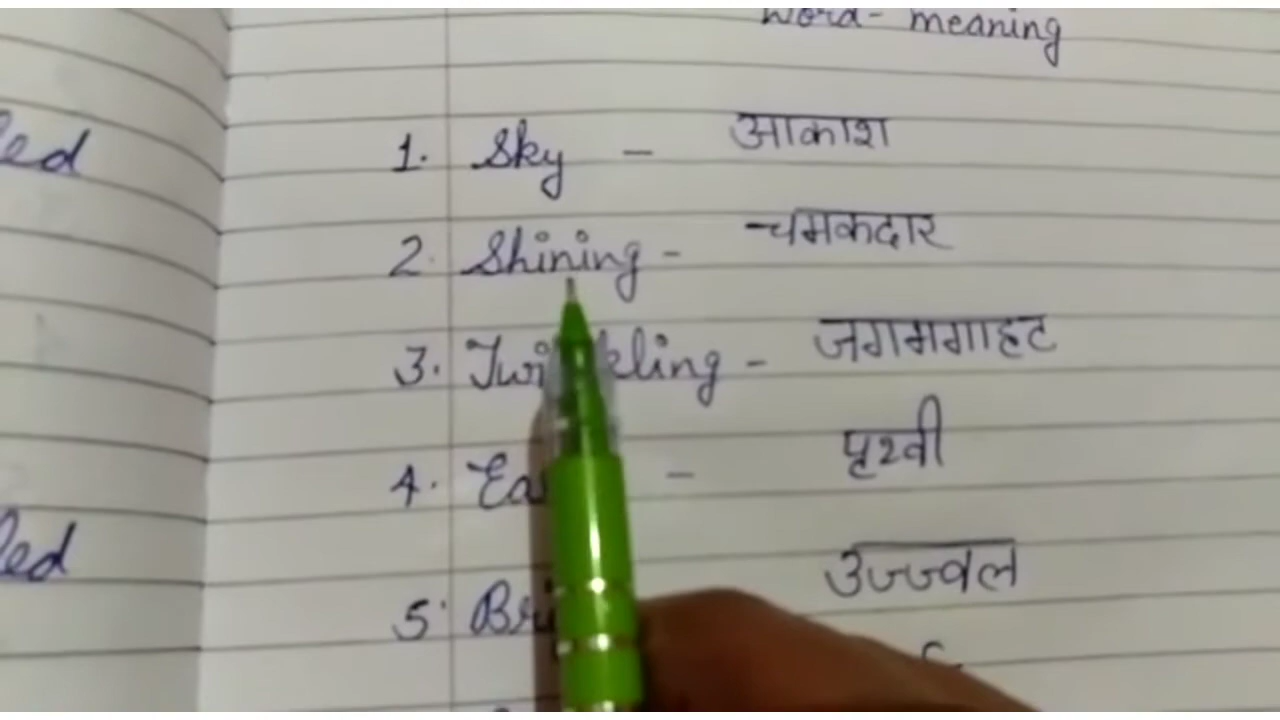 word - meaning
1. Sky - आकाश
2. Shining - चमकदार
3. - जगमगाहट
4. - पृथ्वी
5. उज्ज्वल